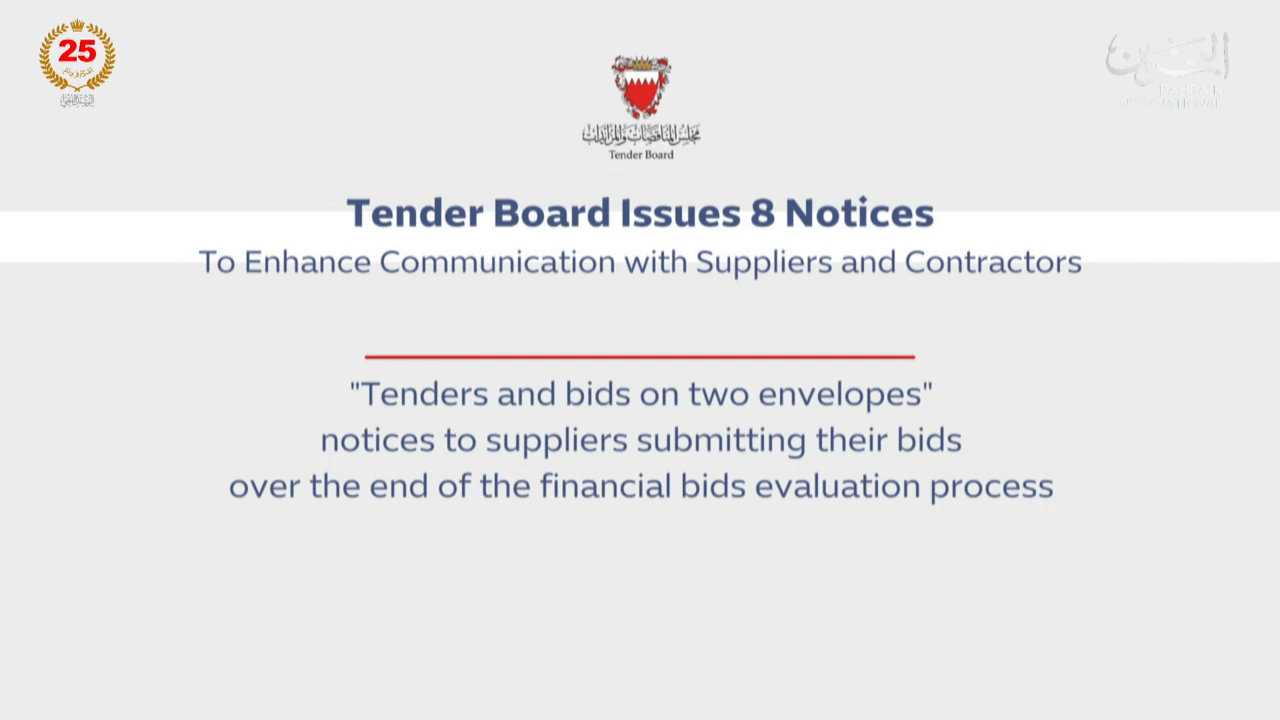 25
البحرين
BAHRAIN
INTERNATIONAL
مجلس المناقصات والمزايدات
Tender Board
Tender Board Issues 8 Notices
To Enhance Communication with Suppliers and Contractors
"Tenders and bids on two envelopes"
notices to suppliers submitting their bids
over the end of the financial bids evaluation process